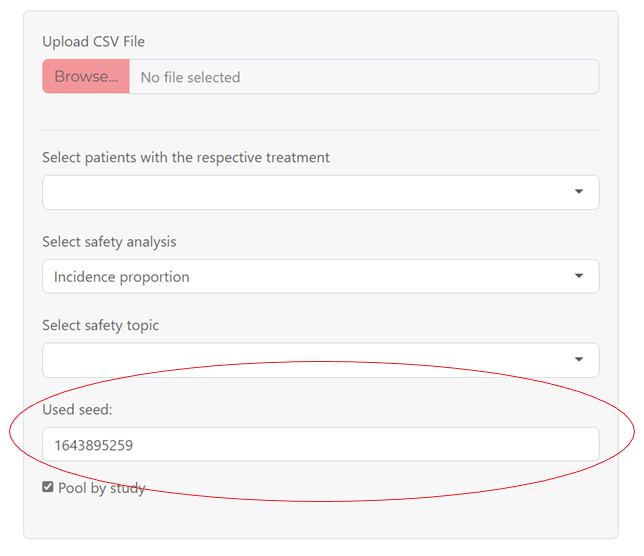 Upload CSV File
Browse... No file selected
Select patients with the respective treatment
Select safety analysis
Incidence proportion
Select safety topic
Used seed:
1643895259
Pool by study